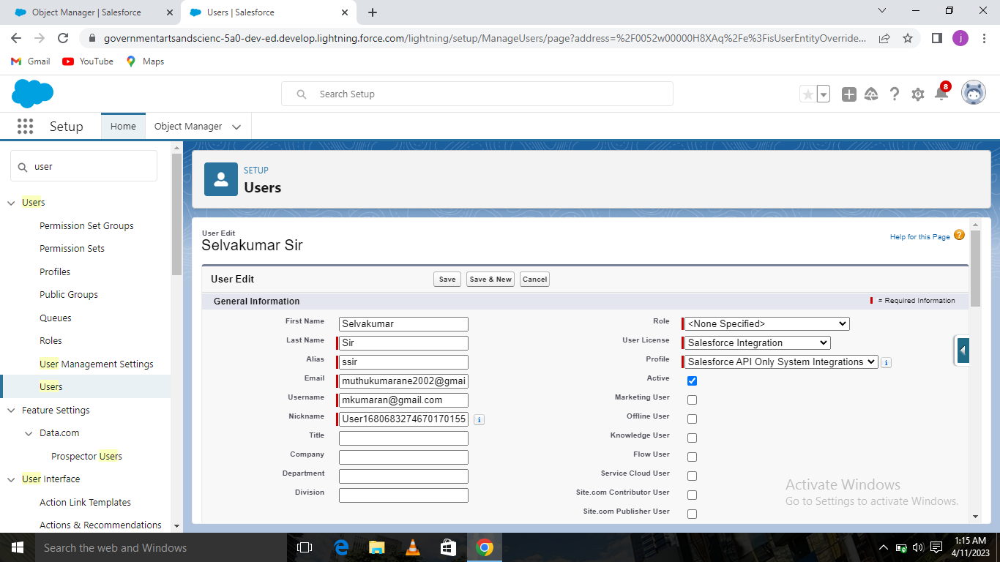 Object Manager | Salesforce
Users | Salesforce
governmentartsandscienc-5a0-dev-ed.develop.lightning.force.com/lightning/setup/ManageUsers/page?address=%2F0052w00000H8XAq%2Fe%3FisUserEntityOverride...
j
Gmail
YouTube
Maps
Search Setup
8
Setup
Home
Object Manager
user
Users
Permission Set Groups
Permission Sets
Profiles
Public Groups
Queues
Roles
User Management Settings
Users
Feature Settings
Data.com
Prospector Users
User Interface
Action Link Templates
Actions & Recommendations
SETUP
Users
User Edit
Selvakumar Sir
Help for this Page ?
User Edit
Save
Save & New
Cancel
General Information
= Required Information
First Name Selvakumar
Last Name Sir
Alias ssir
Email muthukumarane2002@gmai
Username mkumaran@gmail.com
Nickname User1680683274670170155 i
Title
Company
Department
Division
Role <None Specified>
User License Salesforce Integration
Profile Salesforce API Only System Integrations i
Active
Marketing User
Offline User
Knowledge User
Flow User
Service Cloud User
Site.com Contributor User
Site.com Publisher User
Activate Windows
Go to Settings to activate Windows.
Search the web and Windows
1:15 AM
4/11/2023